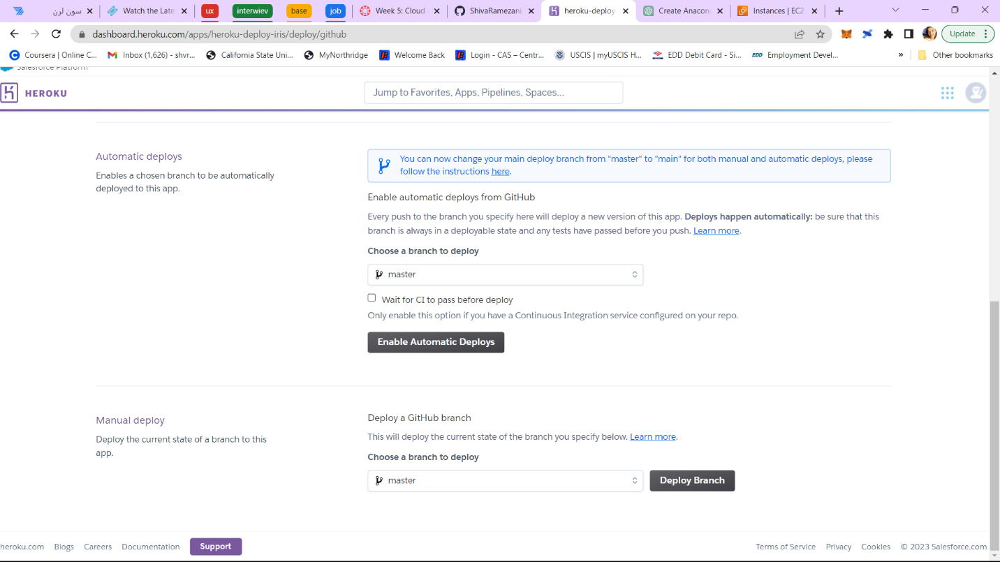 سون لرن
Watch the Late
ux
interwiev
base
job
Week 5: Cloud
ShivaRamezani
heroku-deploy
Create Anacon
Instances | EC2
dashboard.heroku.com/apps/heroku-deploy-iris/deploy/github
Update
Coursera | Online C...
Inbox (1,626) - shvr...
California State Uni...
MyNorthridge
Welcome Back
Login - CAS – Centr...
USCIS | myUSCIS H...
EDD Debit Card - Si...
EDD
Employment Devel...
»
Other bookmarks
Salesforce Platform
HEROKU
Jump to Favorites, Apps, Pipelines, Spaces...
Automatic deploys
Enables a chosen branch to be automatically
deployed to this app.
You can now change your main deploy branch from "master" to "main" for both manual and automatic deploys, please
follow the instructions here.
Enable automatic deploys from GitHub
Every push to the branch you specify here will deploy a new version of this app. Deploys happen automatically: be sure that this
branch is always in a deployable state and any tests have passed before you push. Learn more.
Choose a branch to deploy
master
Wait for CI to pass before deploy
Only enable this option if you have a Continuous Integration service configured on your repo.
Enable Automatic Deploys
Manual deploy
Deploy the current state of a branch to this
app.
Deploy a GitHub branch
This will deploy the current state of the branch you specify below. Learn more.
Choose a branch to deploy
master
Deploy Branch
heroku.com
Blogs
Careers
Documentation
Support
Terms of Service
Privacy
Cookies
© 2023 Salesforce.com